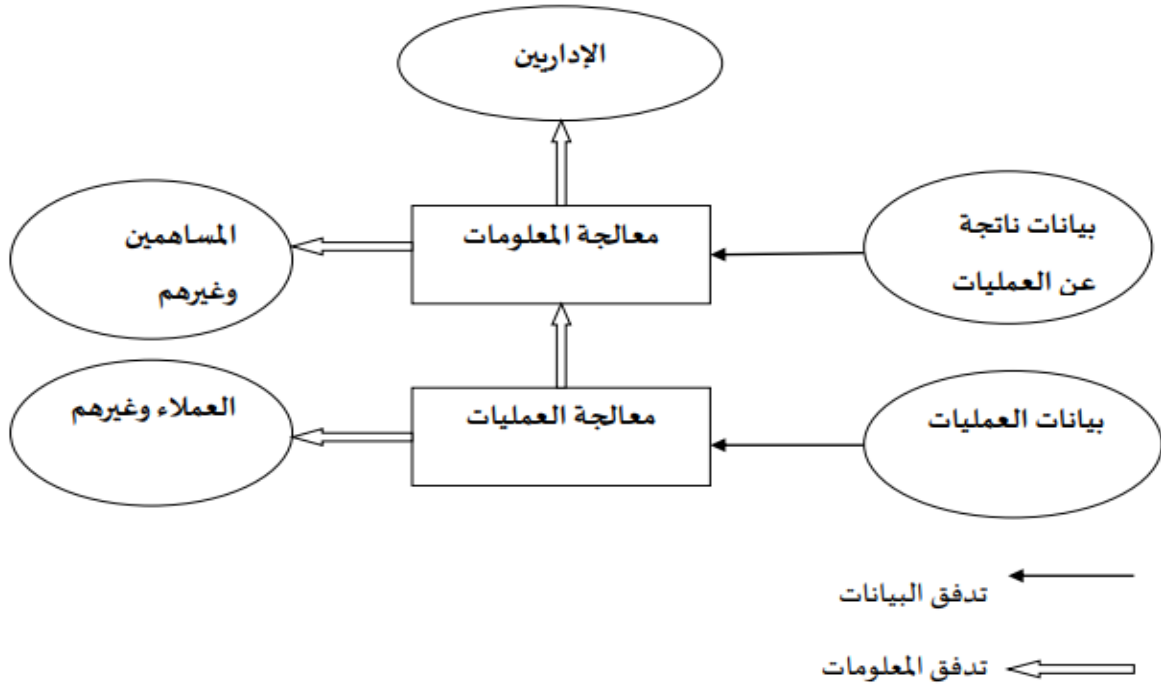 الإداريين
بيانات ناتجة
عن العمليات
معالجة المعلومات
المساهمين
وغيرهم
بيانات العمليات
معالجة العمليات
العملاء وغيرهم
تدفق البيانات
تدفق المعلومات